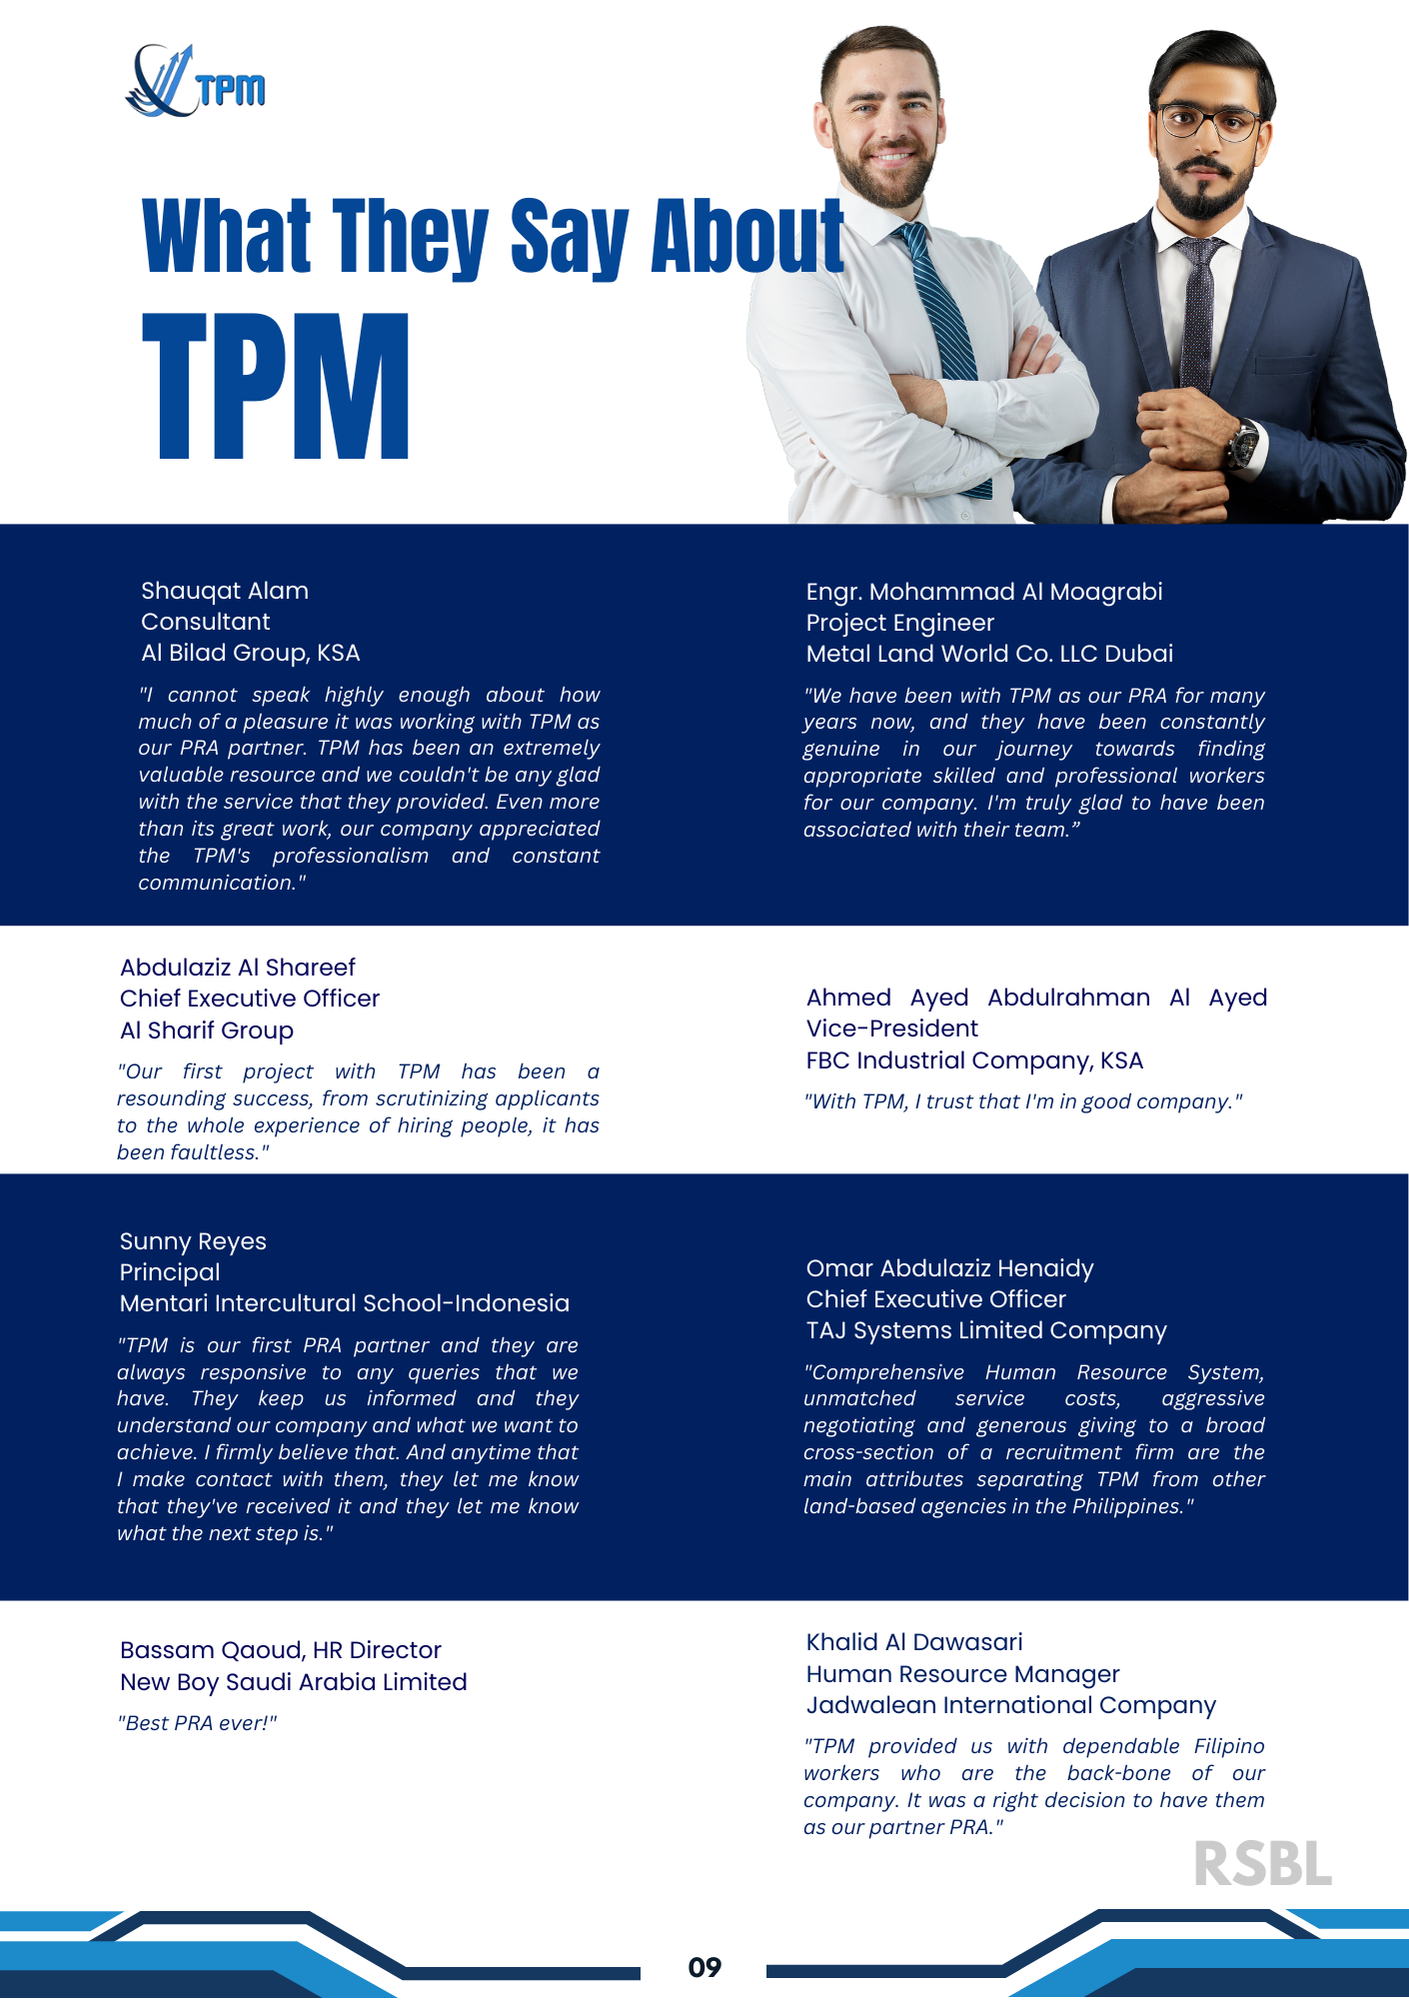 TPM
What They Say About
TPM
Shauqat Alam
Consultant
Al Bilad Group, KSA
"I cannot speak highly enough about how
much of a pleasure it was working with TPM as
our PRA partner. TPM has been an extremely
valuable resource and we couldn't be any glad
with the service that they provided. Even more
than its great work, our company appreciated
the TPM's professionalism and constant
communication."
Engr. Mohammad Al Moagrabi
Project Engineer
Metal Land World Co. LLC Dubai
"We have been with TPM as our PRA for many
years now, and they have been constantly
genuine in our journey towards finding
appropriate skilled and professional workers
for our company. I'm truly glad to have been
associated with their team.”
Abdulaziz Al Shareef
Chief Executive Officer
Al Sharif Group
"Our first project with TPM has been a
resounding success, from scrutinizing applicants
to the whole experience of hiring people, it has
been faultless."
Ahmed Ayed Abdulrahman Al Ayed
Vice-President
FBC Industrial Company, KSA
"With TPM, I trust that I'm in good company."
Sunny Reyes
Principal
Mentari Intercultural School-Indonesia
"TPM is our first PRA partner and they are
always responsive to any queries that we
have. They keep us informed and they
understand our company and what we want to
achieve. I firmly believe that. And anytime that
I make contact with them, they let me know
that they've received it and they let me know
what the next step is."
Omar Abdulaziz Henaidy
Chief Executive Officer
TAJ Systems Limited Company
"Comprehensive Human Resource System,
unmatched service costs, aggressive
negotiating and generous giving to a broad
cross-section of a recruitment firm are the
main attributes separating TPM from other
land-based agencies in the Philippines."
Bassam Qaoud, HR Director
New Boy Saudi Arabia Limited
"Best PRA ever!"
Khalid Al Dawasari
Human Resource Manager
Jadwalean International Company
"TPM provided us with dependable Filipino
workers who are the back-bone of our
company. It was a right decision to have them
as our partner PRA."
RSBL
09